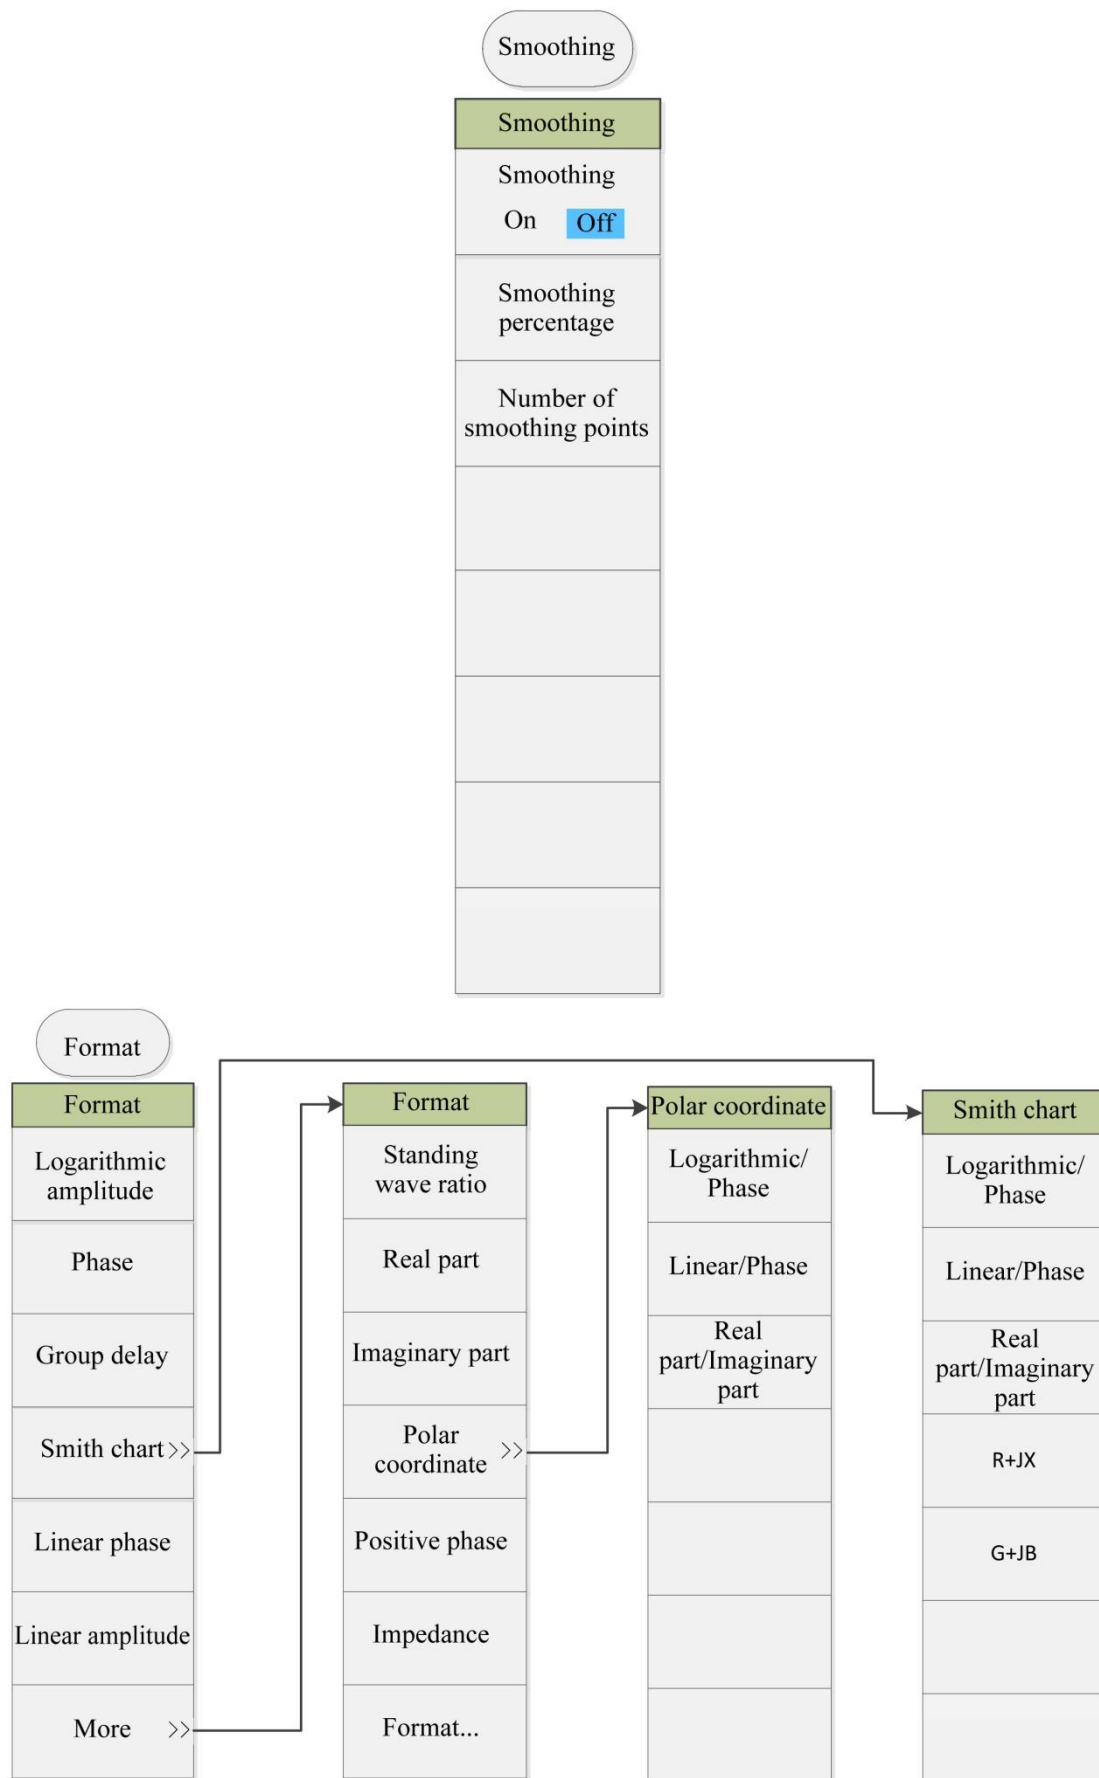 Smoothing
Smoothing
Smoothing
On Off
Smoothing
percentage
Number of
smoothing points
Format
Format
Logarithmic
amplitude
Phase
Group delay
Smith chart >>
Linear phase
Linear amplitude
More >>
Format
Standing
wave ratio
Real part
Imaginary part
Polar
coordinate >>
Positive phase
Impedance
Format...
Polar coordinate
Logarithmic/
Phase
Linear/Phase
Real
part/Imaginary
part
Smith chart
Logarithmic/
Phase
Linear/Phase
Real
part/Imaginary
part
R+JX
G+JB